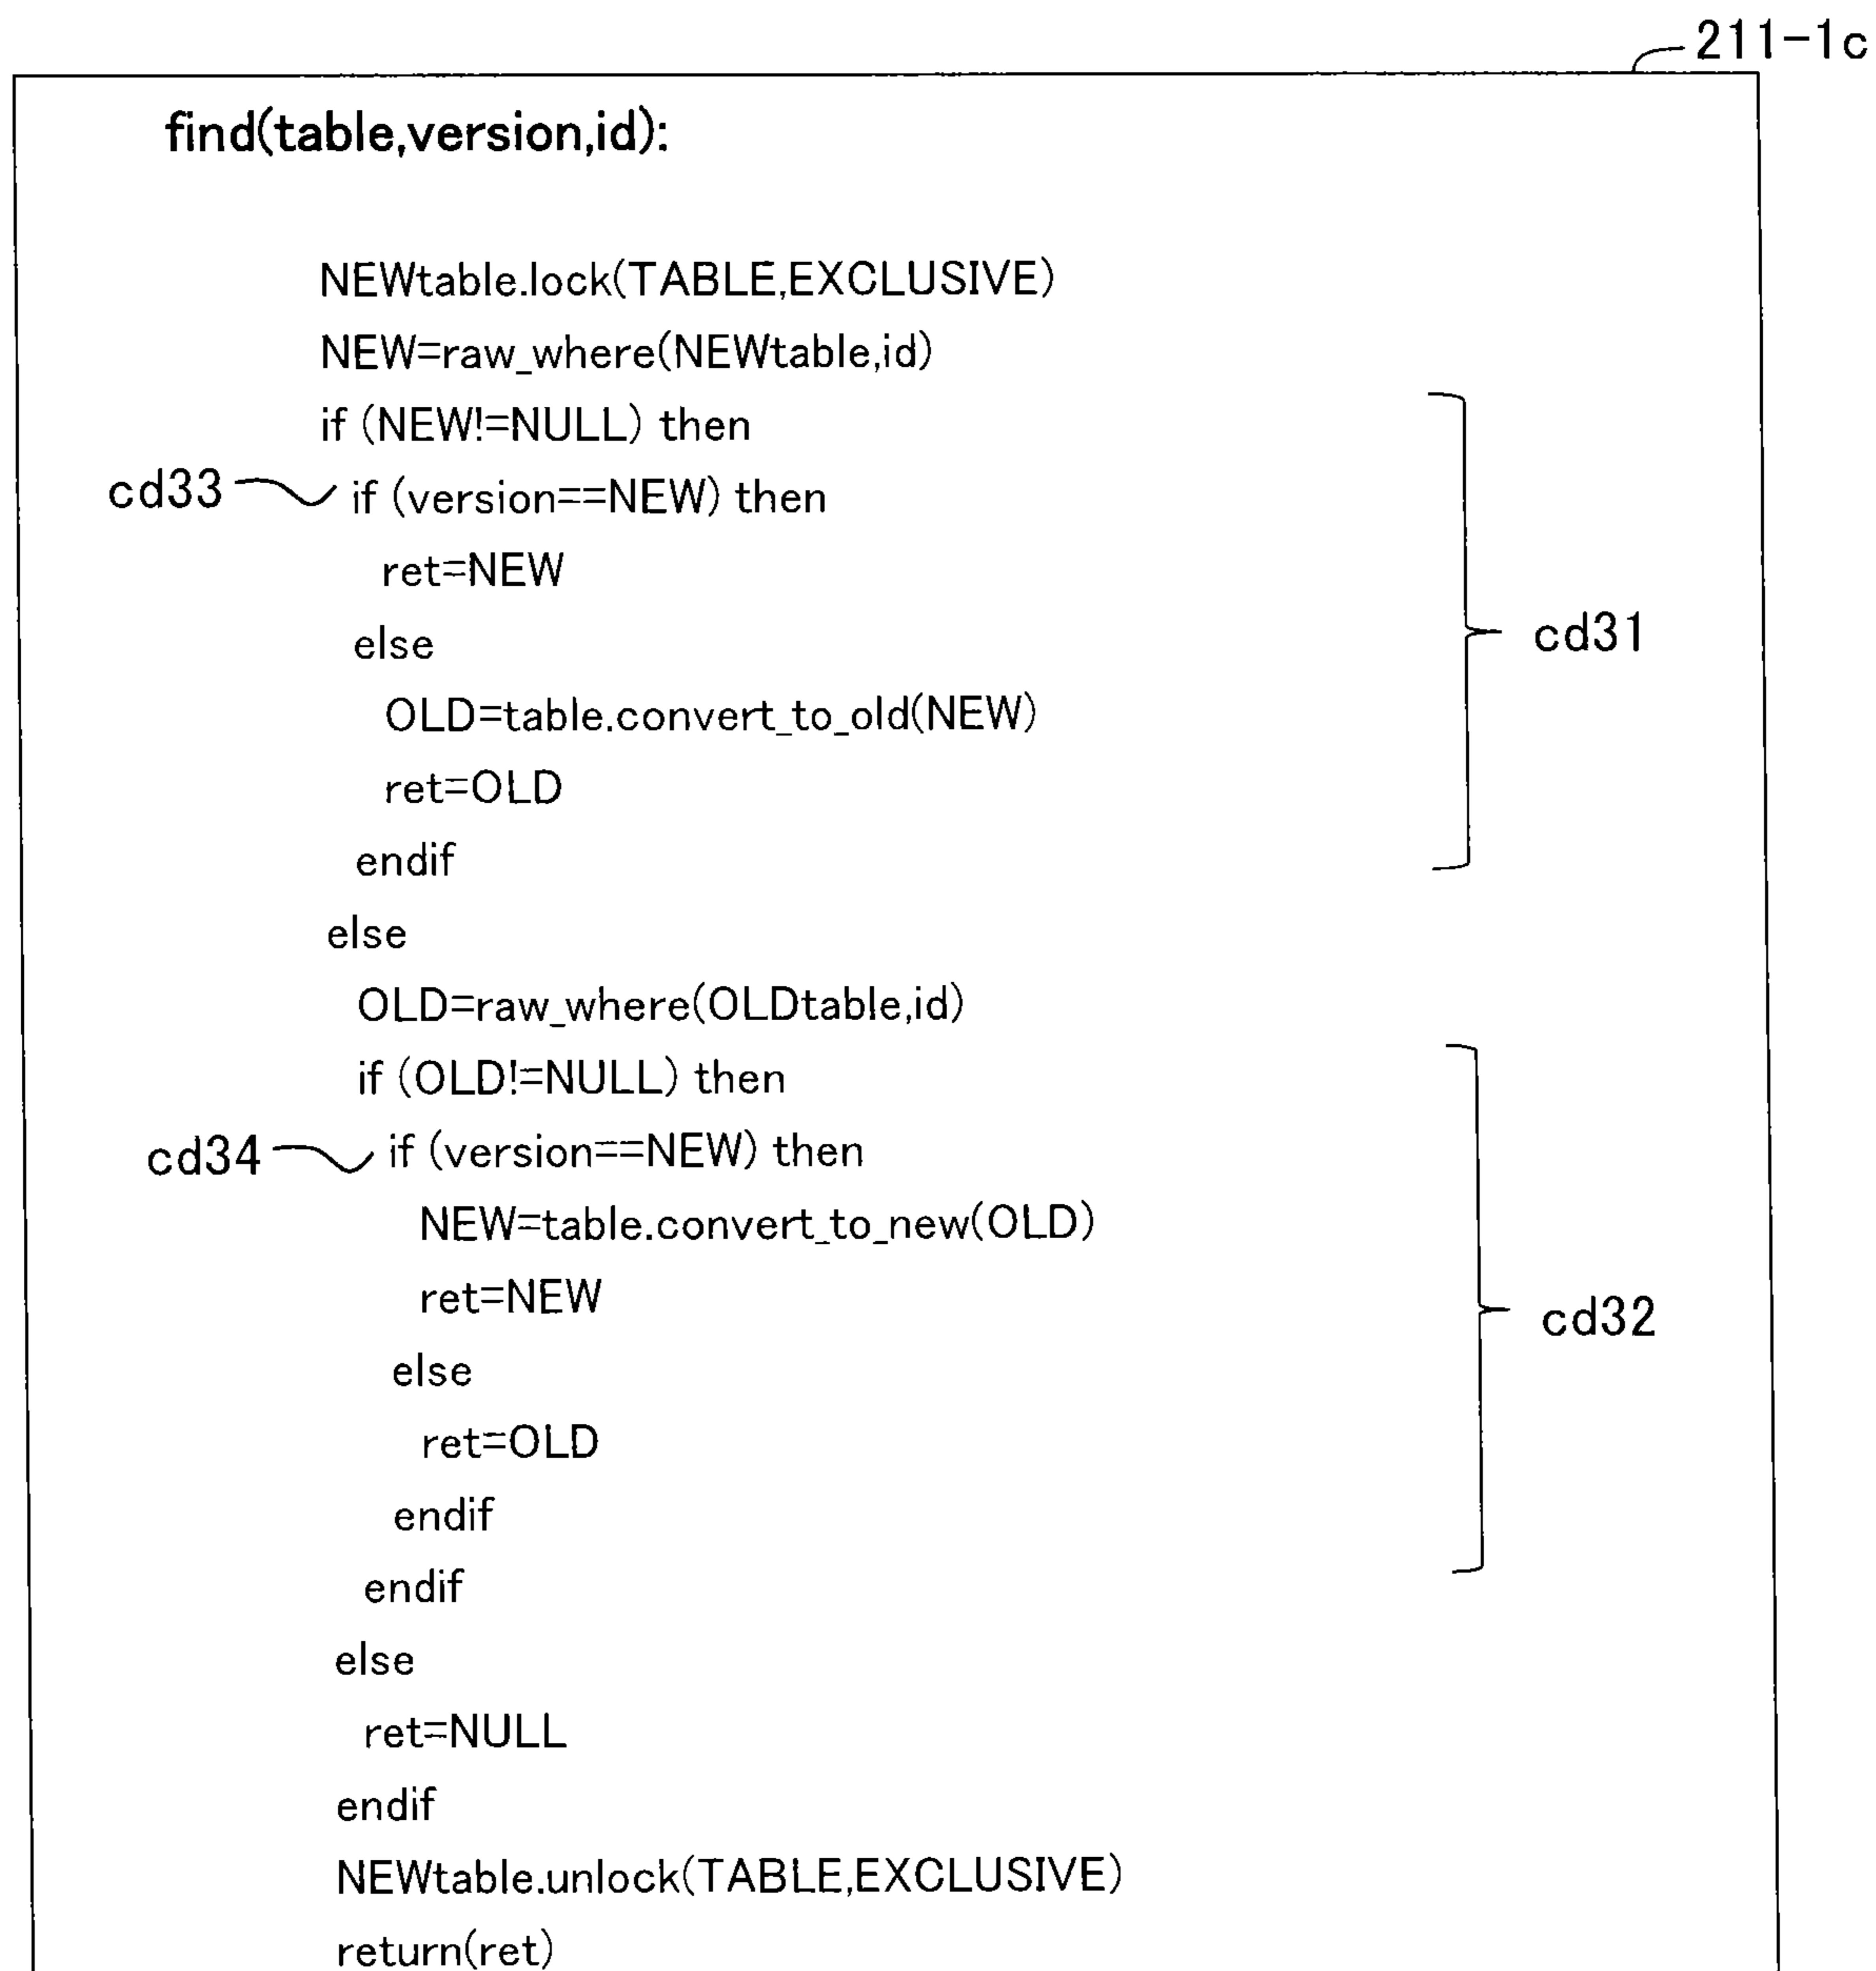 211-1c
find(table,version,id):
NEWtable.lock(TABLE,EXCLUSIVE)
NEW=raw_where(NEWtable,id)
if (NEW!=NULL) then
cd33 if (version==NEW) then
ret=NEW
else
cd31
OLD=table.convert_to_old(NEW)
ret=OLD
endif
else
OLD=raw_where(OLDtable,id)
if (OLD!=NULL) then
cd34 if (version==NEW) then
NEW=table.convert_to_new(OLD)
ret=NEW
cd32
else
ret=OLD
endif
endif
else
ret=NULL
endif
NEWtable.unlock(TABLE,EXCLUSIVE)
return(ret)